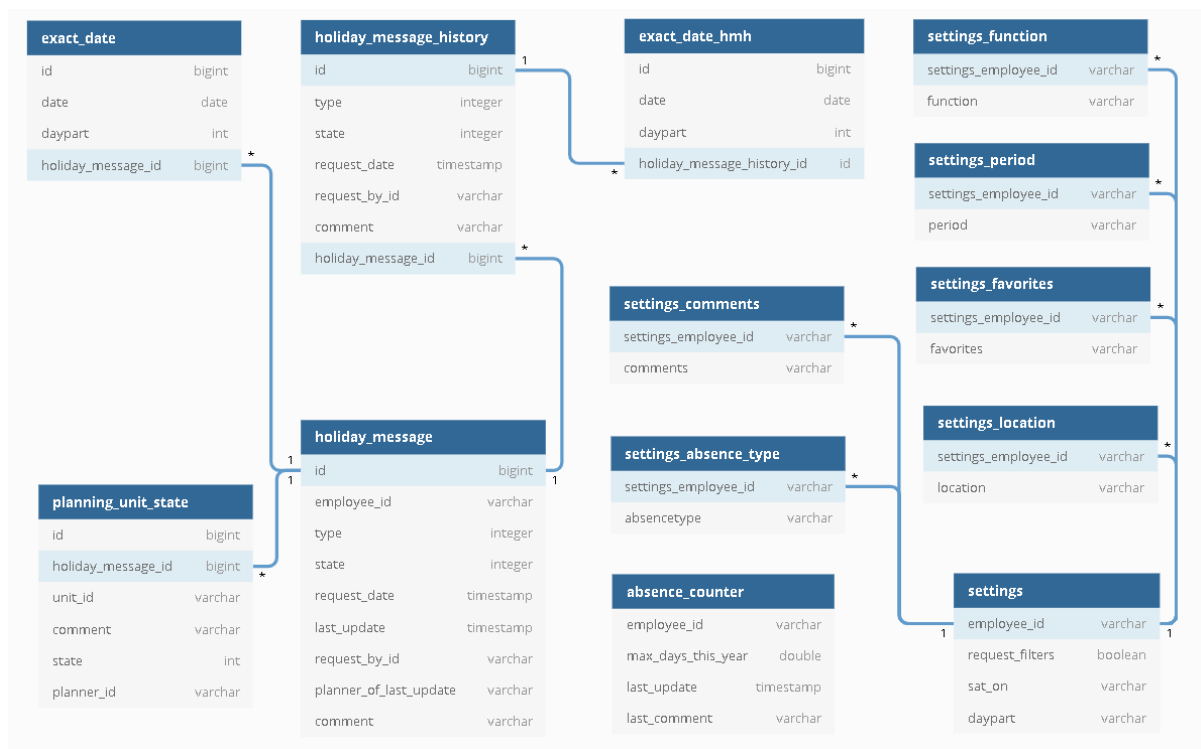 exact_date
id bigint
date date
daypart int
holiday_message_id bigint
*
holiday_message_history
id bigint
1
type integer
state integer
request_date timestamp
request_by_id varchar
comment varchar
holiday_message_id bigint
*
exact_date_hmh
id bigint
date date
daypart int
holiday_message_history_id id
*
settings_function
settings_employee_id varchar
*
function varchar
settings_period
settings_employee_id varchar
*
period varchar
settings_favorites
settings_employee_id varchar
*
favorites varchar
settings_comments
settings_employee_id varchar
*
comments varchar
settings_location
settings_employee_id varchar
*
location varchar
holiday_message
1
id bigint
1
1
employee_id varchar
type integer
state integer
request_date timestamp
last_update timestamp
request_by_id varchar
planner_of_last_update varchar
comment varchar
settings_absence_type
settings_employee_id varchar
*
absencetype varchar
planning_unit_state
id bigint
holiday_message_id bigint
*
unit_id varchar
comment varchar
state int
planner_id varchar
absence_counter
employee_id varchar
max_days_this_year double
last_update timestamp
last_comment varchar
settings
employee_id varchar
1
1
request_filters boolean
sat_on varchar
daypart varchar